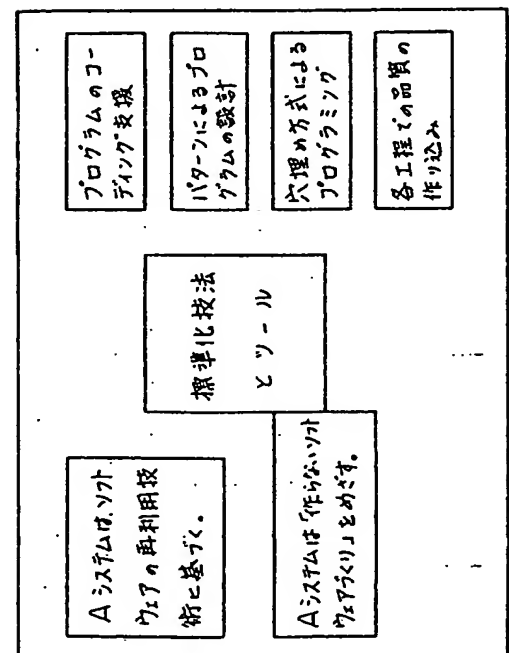 Aシステムは、ソフト
ウェアの再利用技
術に基づく。
Aシステムは「作らないソフト
ウェアづくり」をめざす。
標準化技法
とツール
プログラムのコー
ディング支援
パターンによるプロ
グラムの設計
穴埋め方式による
プログラミング
各工程での品質の
作り込み